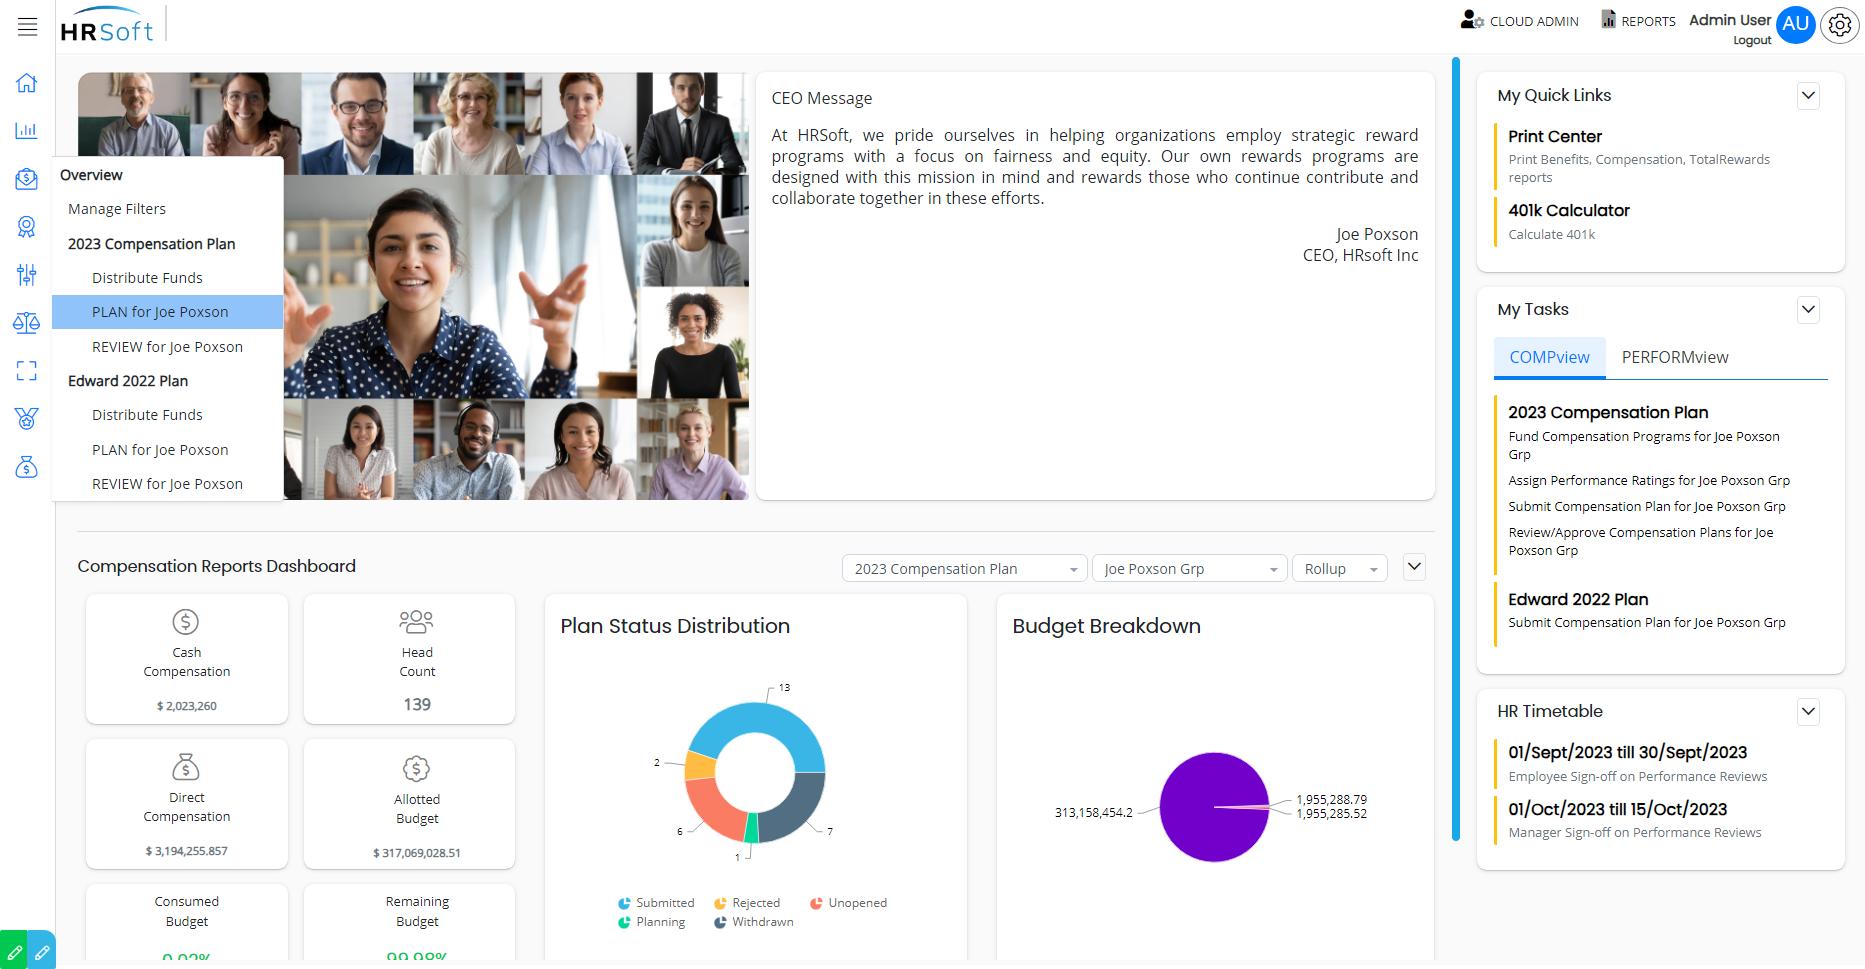 HRSoft
CLOUD ADMIN
REPORTS
Admin User
Logout
AU
Overview
Manage Filters
2023 Compensation Plan
Distribute Funds
PLAN for Joe Poxson
REVIEW for Joe Poxson
Edward 2022 Plan
Distribute Funds
PLAN for Joe Poxson
REVIEW for Joe Poxson
CEO Message
At HRSoft, we pride ourselves in helping organizations employ strategic reward
programs with a focus on fairness and equity. Our own rewards programs are
designed with this mission in mind and rewards those who continue contribute and
collaborate together in these efforts.
Joe Poxson
CEO, HRsoft Inc
My Quick Links
Print Center
Print Benefits, Compensation, TotalRewards
reports
401k Calculator
Calculate 401k
My Tasks
COMPview PERFORMview
2023 Compensation Plan
Fund Compensation Programs for Joe Poxson
Grp
Assign Performance Ratings for Joe Poxson Grp
Submit Compensation Plan for Joe Poxson Grp
Review/Approve Compensation Plans for Joe
Poxson Grp
Edward 2022 Plan
Submit Compensation Plan for Joe Poxson Grp
HR Timetable
01/Sept/2023 till 30/Sept/2023
Employee Sign-off on Performance Reviews
01/Oct/2023 till 15/Oct/2023
Manager Sign-off on Performance Reviews
Compensation Reports Dashboard
2023 Compensation Plan
Joe Poxson Grp
Rollup
Cash
Compensation
$ 2,023,260
Head
Count
139
Direct
Compensation
$ 3,194,255.857
Allotted
Budget
$ 317,069,028.51
Consumed
Budget
0.02%
Remaining
Budget
99.98%
Plan Status Distribution
13
2
6
1
7
Submitted Rejected Unopened
Planning Withdrawn
Budget Breakdown
313,158,454.2
1,955,288.79
1,955,285.52